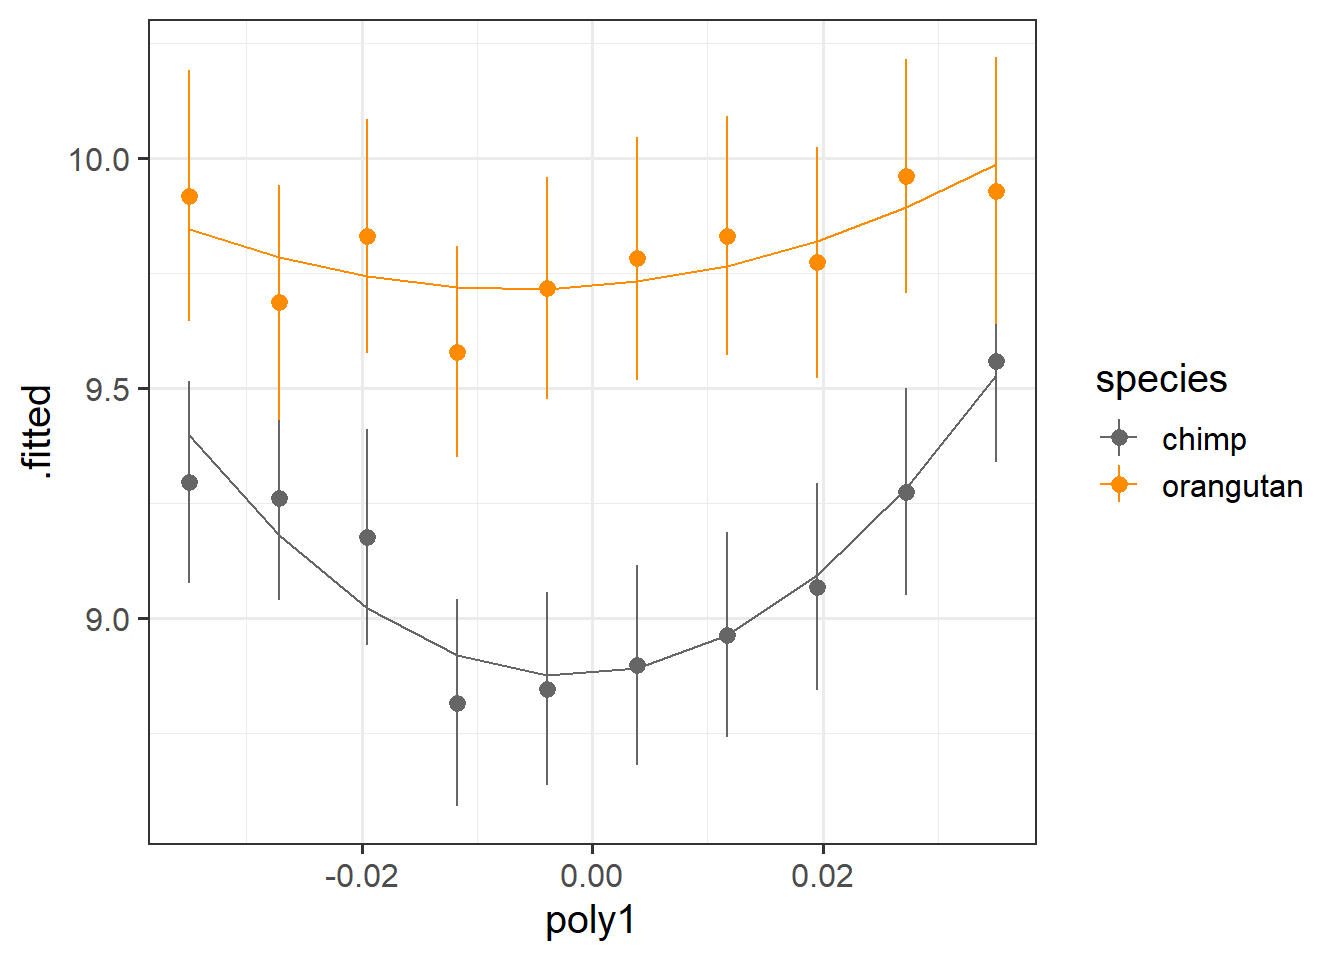 10.0
9.5
9.0
.fitted
-0.02 0.00 0.02
poly1
species
chimp
orangutan